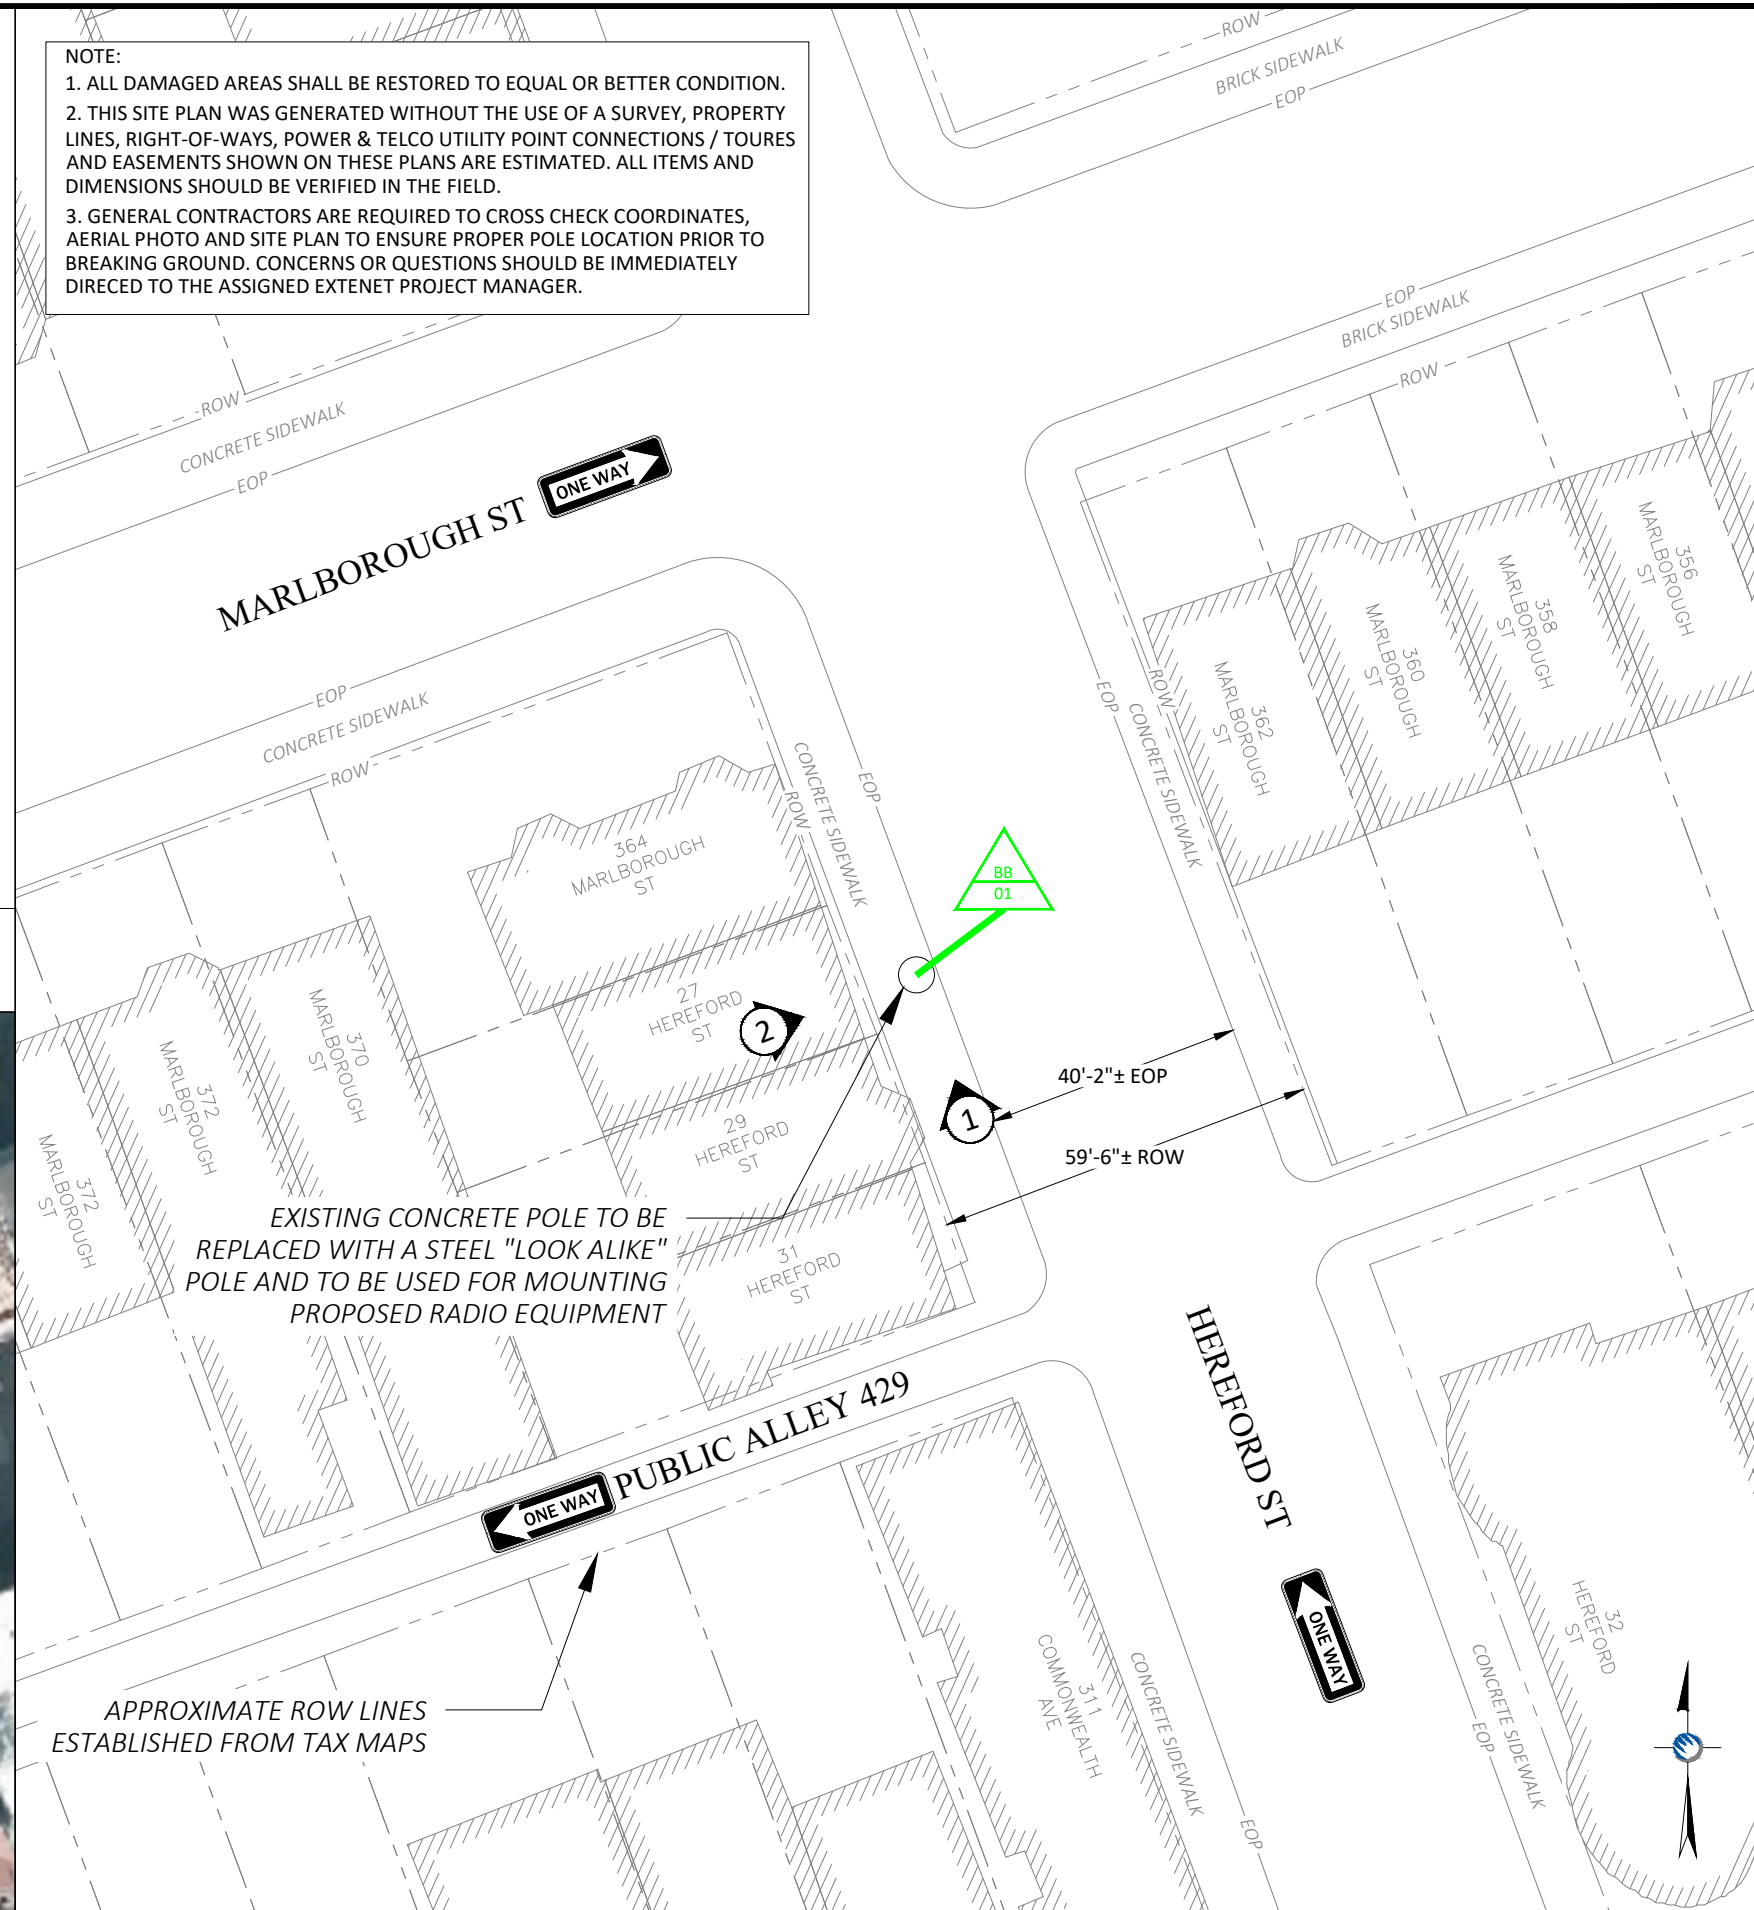 NOTE:
1. ALL DAMAGED AREAS SHALL BE RESTORED TO EQUAL OR BETTER CONDITION.
2. THIS SITE PLAN WAS GENERATED WITHOUT THE USE OF A SURVEY, PROPERTY
LINES, RIGHT-OF-WAYS, POWER & TELCO UTILITY POINT CONNECTIONS / TOURES
AND EASEMENTS SHOWN ON THESE PLANS ARE ESTIMATED. ALL ITEMS AND
DIMENSIONS SHOULD BE VERIFIED IN THE FIELD.
3. GENERAL CONTRACTORS ARE REQUIRED TO CROSS CHECK COORDINATES,
AERIAL PHOTO AND SITE PLAN TO ENSURE PROPER POLE LOCATION PRIOR TO
BREAKING GROUND. CONCERNS OR QUESTIONS SHOULD BE IMMEDIATELY
DIRECED TO THE ASSIGNED EXTENET PROJECT MANAGER.
ROW
BRICK SIDEWALK
EOP
EOP
BRICK SIDEWALK
ROW
ROW
CONCRETE SIDEWALK
EOP
MARLBOROUGH ST
ONE WAY
EOP
CONCRETE SIDEWALK
ROW
356
MARLBOROUGH
ST
358
MARLBOROUGH
ST
360
MARLBOROUGH
ST
362
MARLBOROUGH
ST
ROW
EOP
CONCRETE SIDEWALK
CONCRETE SIDEWALK
ROW
EOP
364
MARLBOROUGH
ST
BB
01
27
HEREFORD
ST
2
370
MARLBOROUGH
ST
372
MARLBOROUGH
ST
372
MARLBOROUGH
ST
29
HEREFORD
ST
1
40'-2"± EOP
59'-6"± ROW
EXISTING CONCRETE POLE TO BE
REPLACED WITH A STEEL "LOOK ALIKE"
POLE AND TO BE USED FOR MOUNTING
PROPOSED RADIO EQUIPMENT
31
HEREFORD
ST
PUBLIC ALLEY 429
ONE WAY
HEREFORD ST
ONE WAY
32
HEREFORD
ST
311
COMMONWEALTH
AVE
CONCRETE SIDEWALK
EOP
CONCRETE SIDEWALK
EOP
APPROXIMATE ROW LINES
ESTABLISHED FROM TAX MAPS